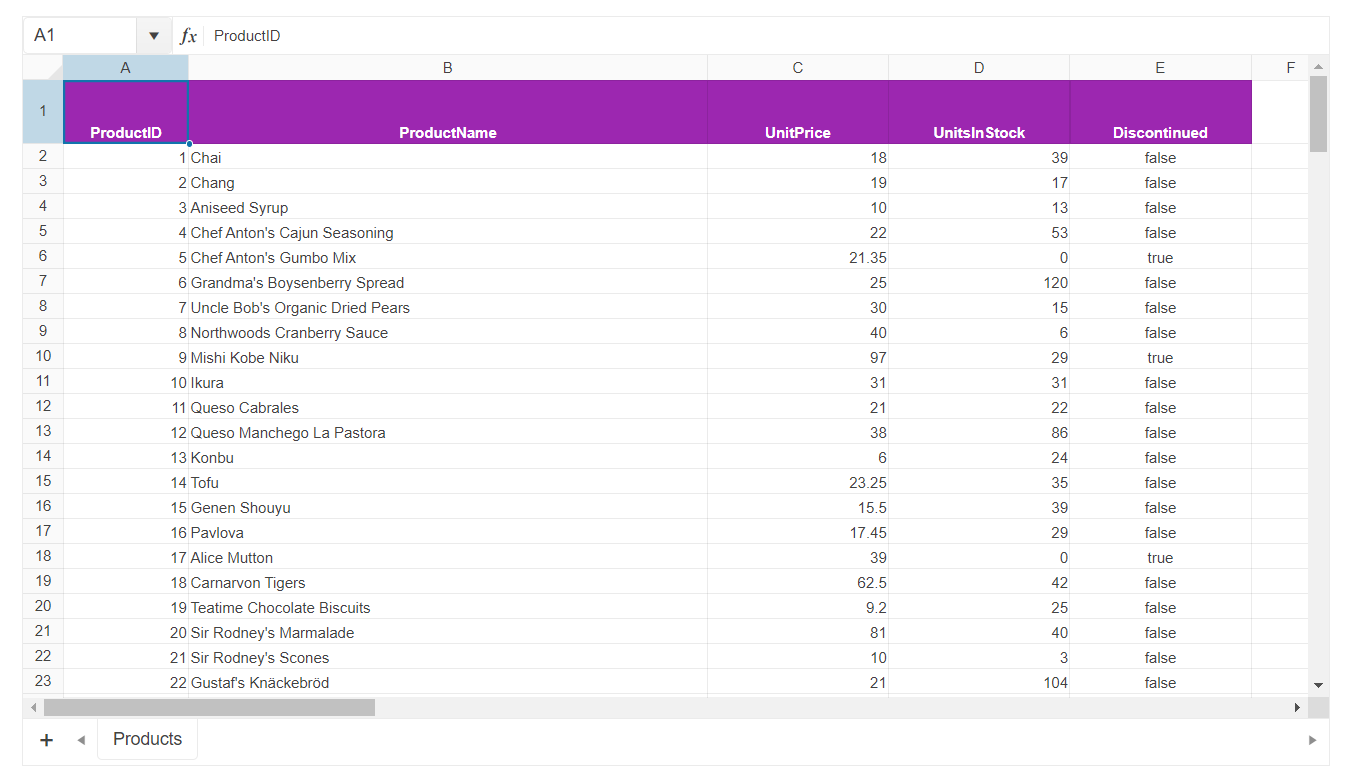 A1 fx ProductID
A B C D E F
1 ProductID ProductName UnitPrice UnitsInStock Discontinued
2 1 Chai 18 39 false
3 2 Chang 19 17 false
4 3 Aniseed Syrup 10 13 false
5 4 Chef Anton's Cajun Seasoning 22 53 false
6 5 Chef Anton's Gumbo Mix 21.35 0 true
7 6 Grandma's Boysenberry Spread 25 120 false
8 7 Uncle Bob's Organic Dried Pears 30 15 false
9 8 Northwoods Cranberry Sauce 40 6 false
10 9 Mishi Kobe Niku 97 29 true
11 10 Ikura 31 31 false
12 11 Queso Cabrales 21 22 false
13 12 Queso Manchego La Pastora 38 86 false
14 13 Konbu 6 24 false
15 14 Tofu 23.25 35 false
16 15 Genen Shouyu 15.5 39 false
17 16 Pavlova 17.45 29 false
18 17 Alice Mutton 39 0 true
19 18 Carnarvon Tigers 62.5 42 false
20 19 Teatime Chocolate Biscuits 9.2 25 false
21 20 Sir Rodney's Marmalade 81 40 false
22 21 Sir Rodney's Scones 10 3 false
23 22 Gustaf's Knäckebröd 21 104 false
+ Products